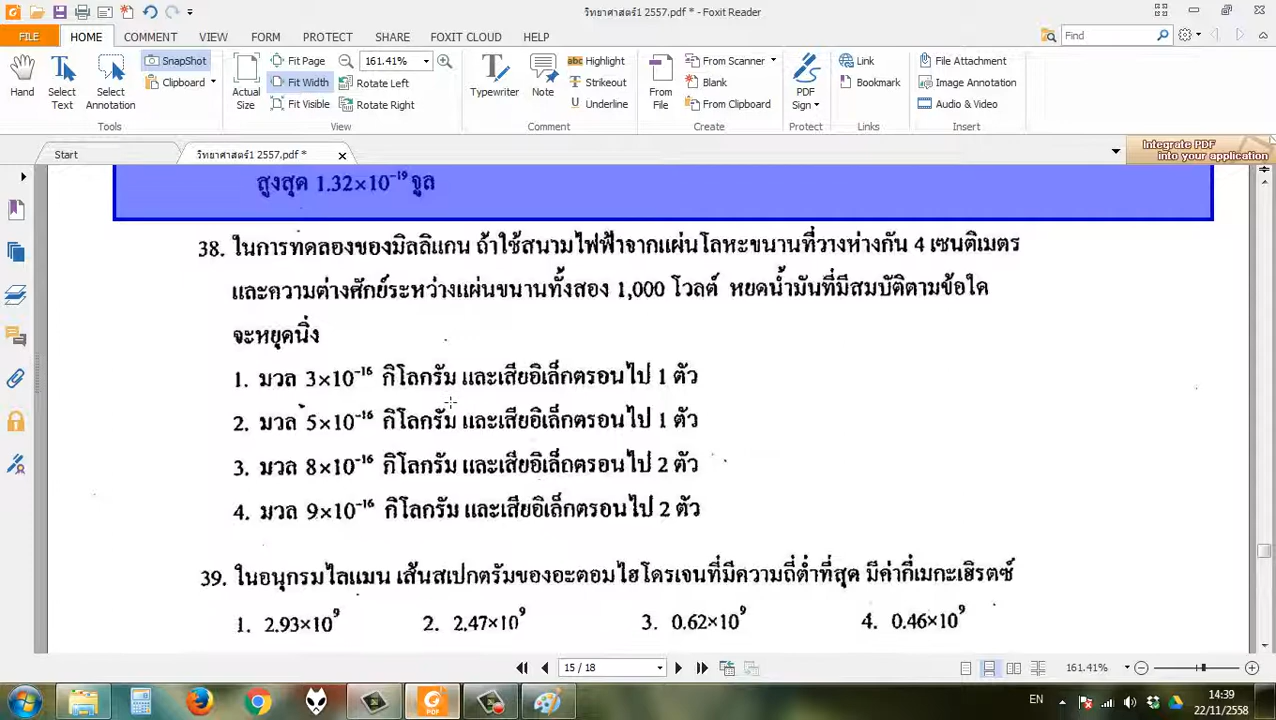 วิทยาศาสตร์1 2557.pdf * - Foxit Reader
FILE HOME COMMENT VIEW FORM PROTECT SHARE FOXIT CLOUD HELP Find
Hand Select Text Select Annotation SnapShot Clipboard Actual Size Fit Page Fit Width Fit Visible 161.41% Rotate Left Rotate Right Typewriter Note Highlight Strikeout Underline From File From Scanner Blank From Clipboard PDF Sign Link Bookmark File Attachment Image Annotation Audio & Video
Tools View Comment Create Protect Links Insert
Start วิทยาศาสตร์1 2557.pdf * Integrate PDF
into your application
สูงสุด 1.32×10⁻¹⁹ จูล
38. ในการทดลองของมิลลิแกน ถ้าใช้สนามไฟฟ้าจากแผ่นโลหะขนานที่วางห่างกัน 4 เซนติเมตร
และความต่างศักย์ระหว่างแผ่นขนานทั้งสอง 1,000 โวลต์ หยดน้ำมันที่มีสมบัติตามข้อใด
จะหยุดนิ่ง
1. มวล 3×10⁻¹⁶ กิโลกรัม และเสียอิเล็กตรอนไป 1 ตัว
2. มวล 5×10⁻¹⁶ กิโลกรัม และเสียอิเล็กตรอนไป 1 ตัว
3. มวล 8×10⁻¹⁶ กิโลกรัม และเสียอิเล็กตรอนไป 2 ตัว
4. มวล 9×10⁻¹⁶ กิโลกรัม และเสียอิเล็กตรอนไป 2 ตัว
39. ในอนุกรมไลแมน เส้นสเปกตรัมของอะตอมไฮโดรเจนที่มีความถี่ต่ำที่สุด มีค่ากี่เมกะเฮิรตซ์
1. 2.93×10⁹ 2. 2.47×10⁹ 3. 0.62×10⁹ 4. 0.46×10⁹
15 / 18 161.41%
EN 14:39
22/11/2558